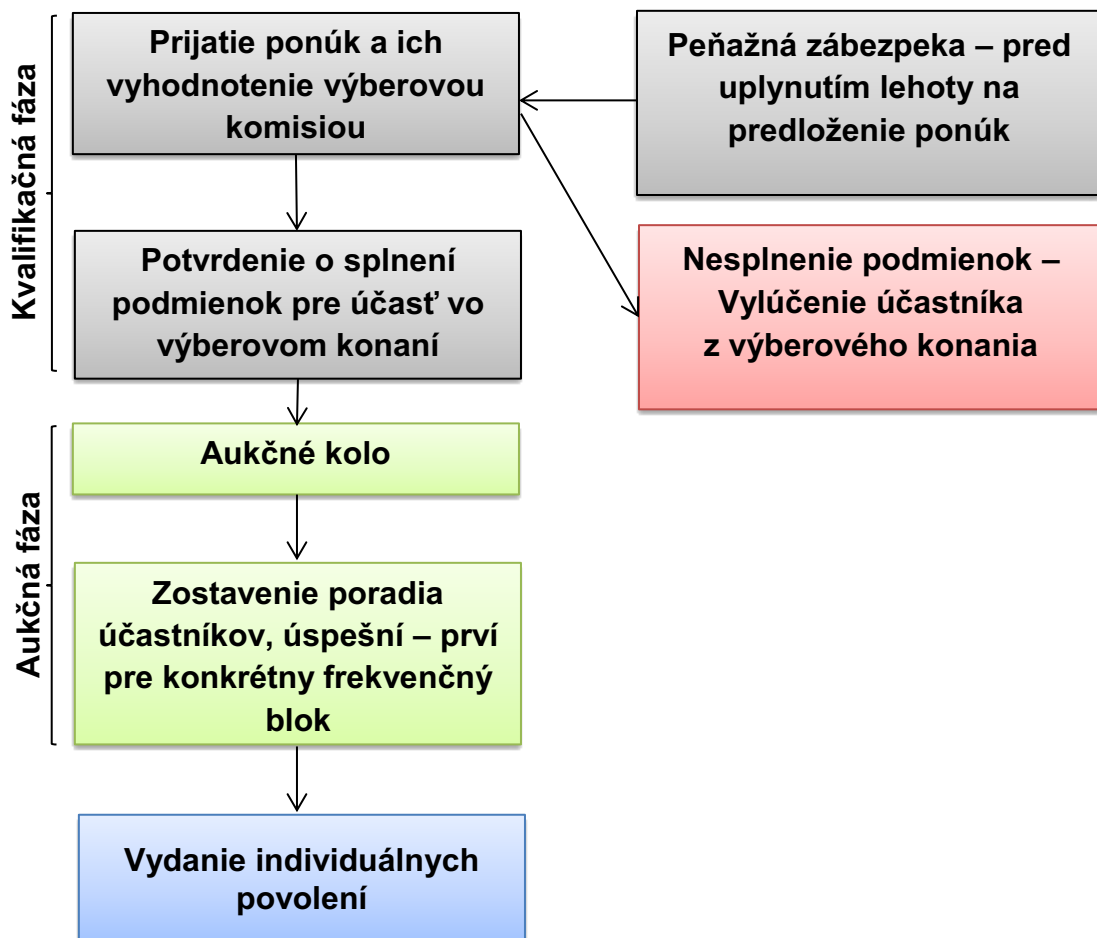 Kvalifikačná fáza
Prijatie ponúk a ich
vyhodnotenie výberovou
komisiou
Peňažná zábezpeka – pred
uplynutím lehoty na
predloženie ponúk
Potvrdenie o splnení
podmienok pre účasť vo
výberovom konaní
Nesplnenie podmienok –
Vylúčenie účastníka
z výberového konania
Aukčná fáza
Aukčné kolo
Zostavenie poradia
účastníkov, úspešní – prví
pre konkrétny frekvenčný
blok
Vydanie individuálnych
povolení